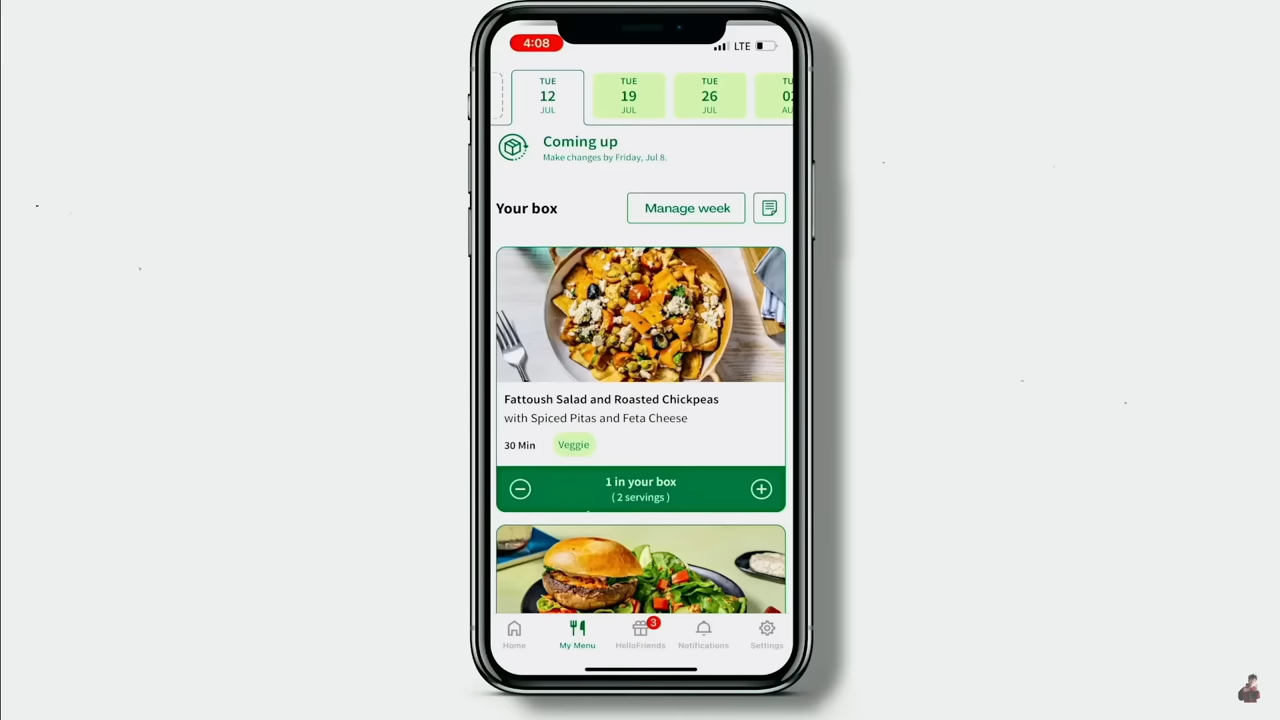 4:08
LTE
TUE
12
JUL
TUE
19
JUL
TUE
26
JUL
Coming up
Make changes by Friday, Jul 8.
Your box
Manage week
Fattoush Salad and Roasted Chickpeas
with Spiced Pitas and Feta Cheese
30 Min
Veggie
1 in your box
( 2 servings )
3
Home
My Menu
HelloFriends
Notifications
Settings